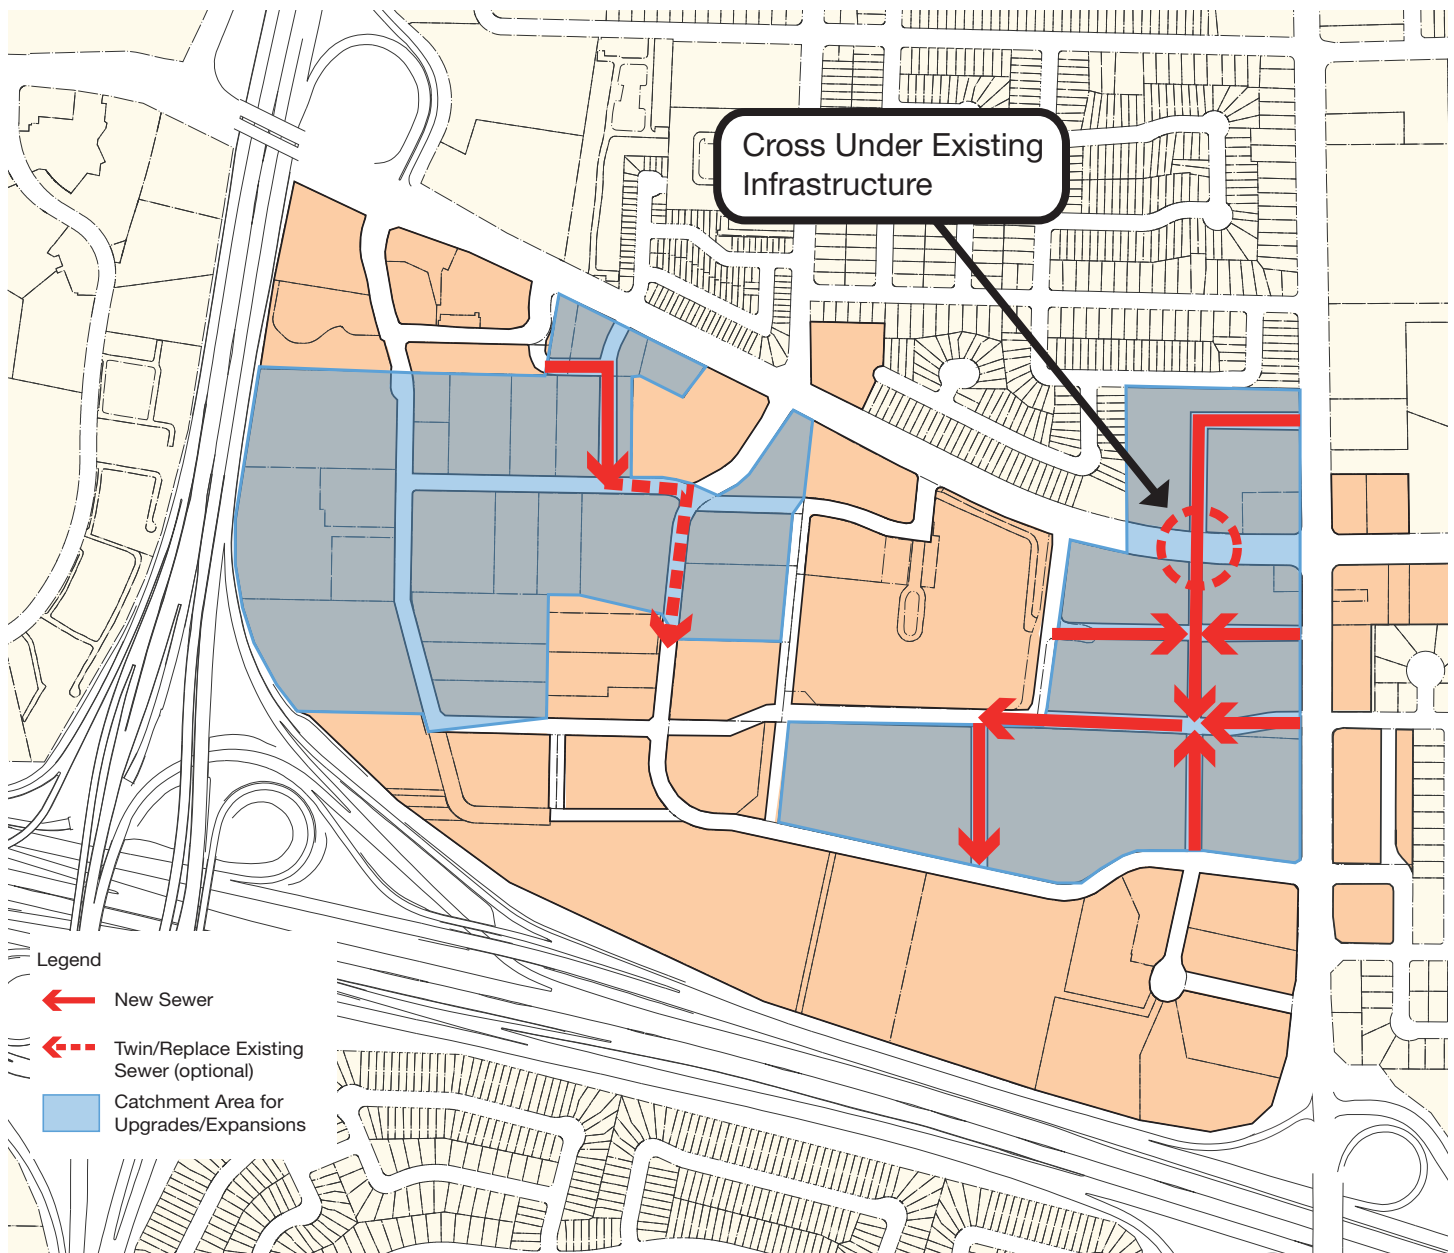 Cross Under Existing
Infrastructure
Legend
New Sewer
Twin/Replace Existing
Sewer (optional)
Catchment Area for
Upgrades/Expansions